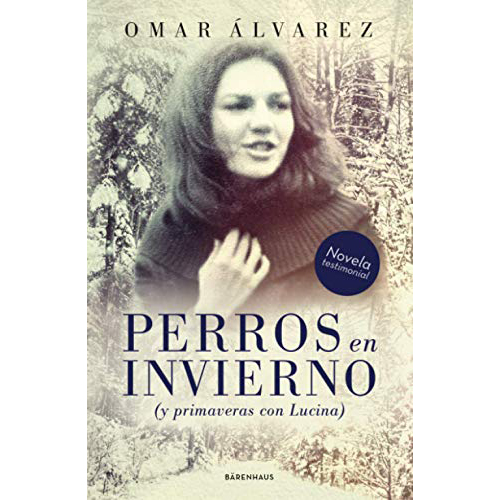 OMAR ÁLVAREZ
Novela
testimonial
PERROS en
INVIERNO
(y primaveras con Lucina)
BÄRENHAUS